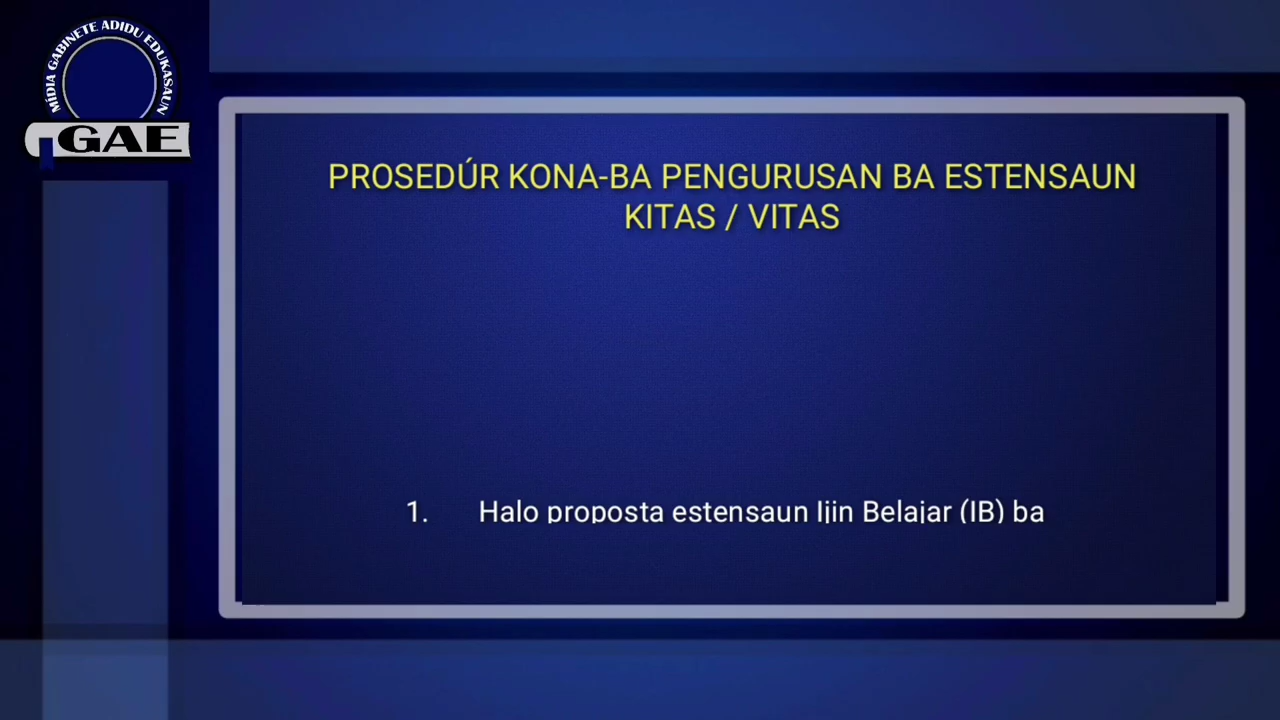 MÍDIA GABINETE ADIDU EDUKASAUN
GAE
PROSEDÚR KONA-BA PENGURUSAN BA ESTENSAUN
KITAS / VITAS
1. Halo proposta estensaun Ijin Belajar (IB) ba